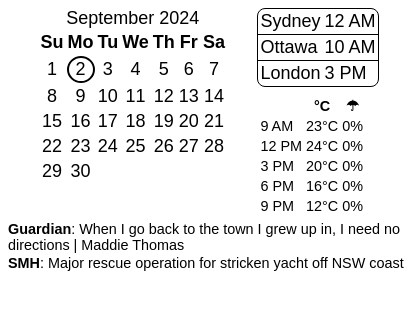 September 2024
Su Mo Tu We Th Fr Sa
1 2 3 4 5 6 7
8 9 10 11 12 13 14
15 16 17 18 19 20 21
22 23 24 25 26 27 28
29 30
Sydney 12 AM
Ottawa 10 AM
London 3 PM
°C ☂
9 AM 23°C 0%
12 PM 24°C 0%
3 PM 20°C 0%
6 PM 16°C 0%
9 PM 12°C 0%
Guardian: When I go back to the town I grew up in, I need no
directions | Maddie Thomas
SMH: Major rescue operation for stricken yacht off NSW coast